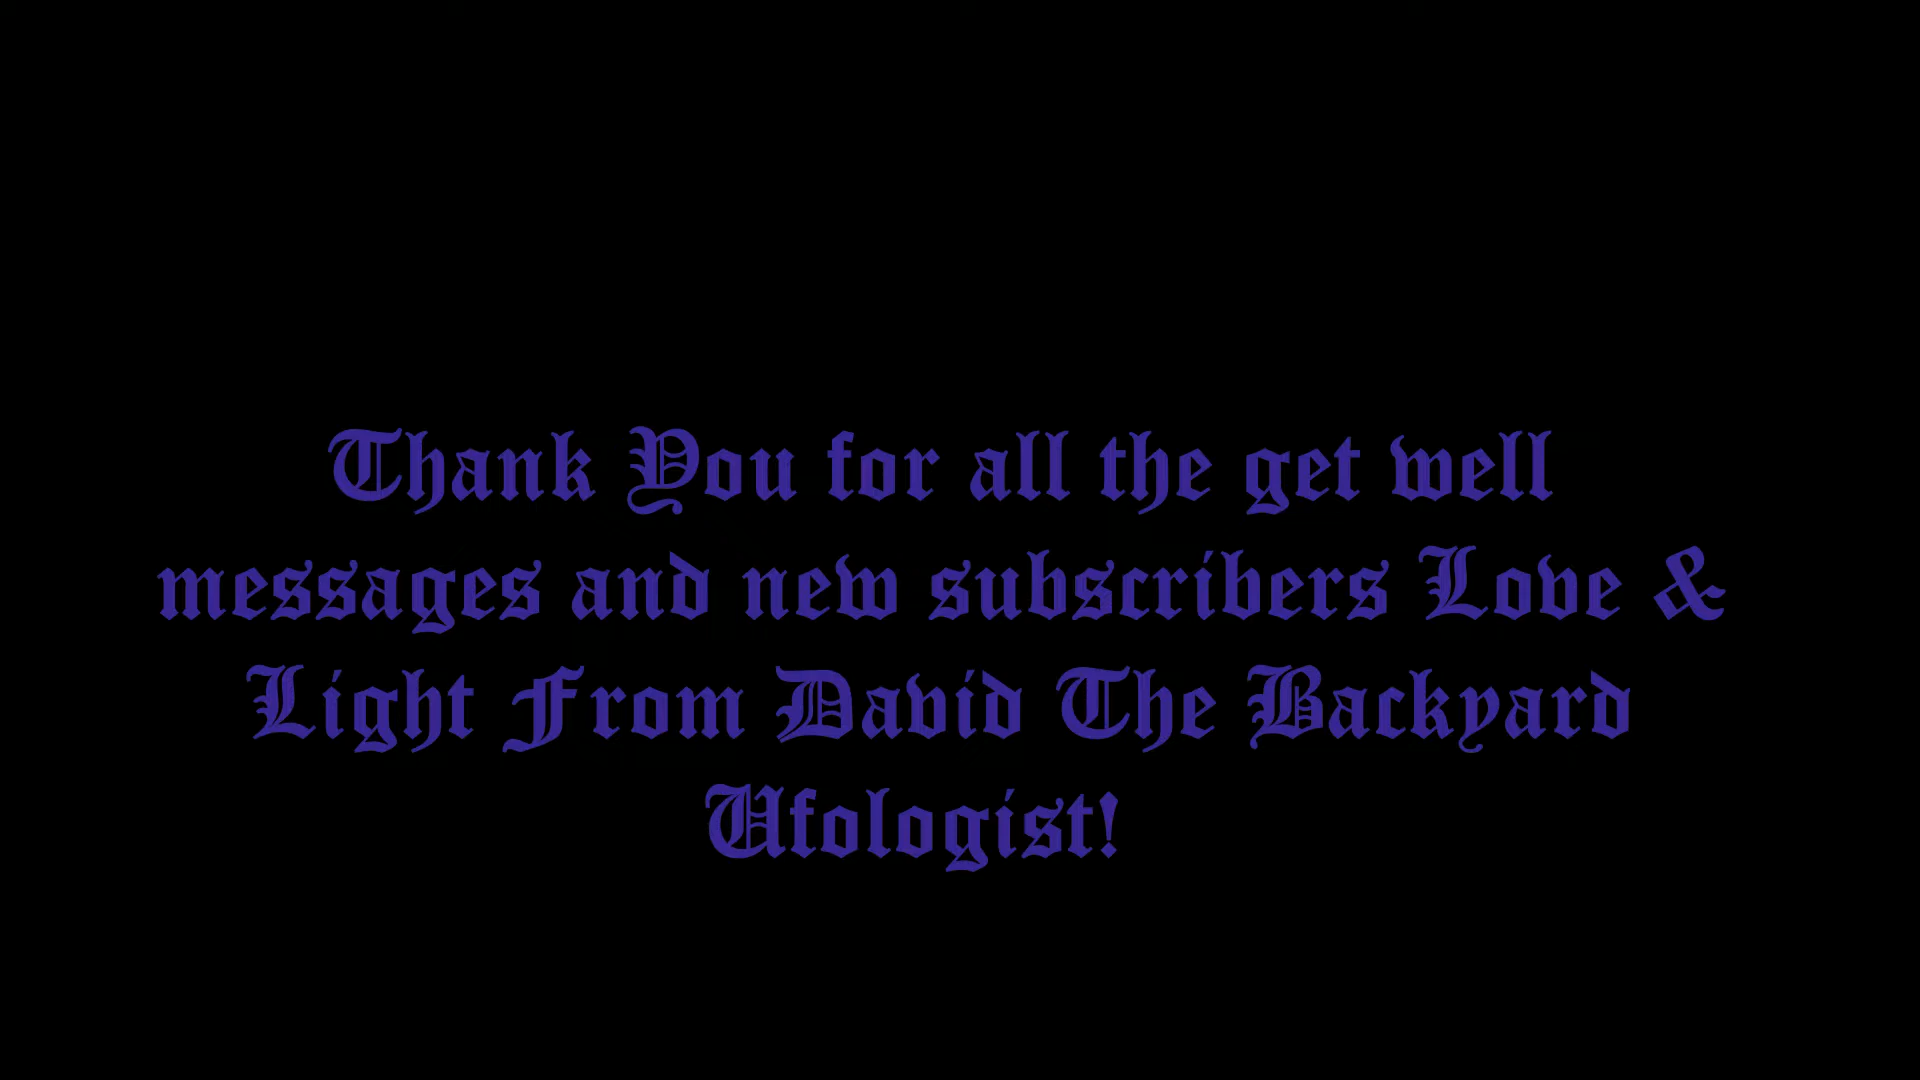 Thank You for all the get well
messages and new subscribers Love &
Light From David The Backyard
Ufologist!